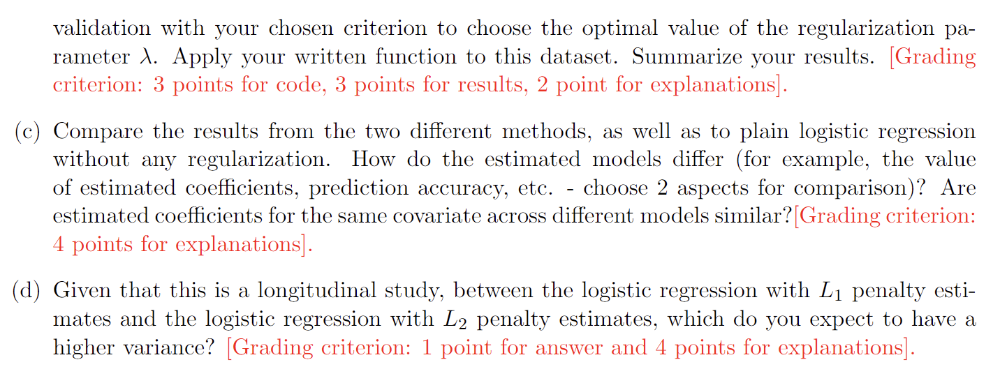 validation with your chosen criterion to choose the optimal value of the regularization pa-
rameter λ. Apply your written function to this dataset. Summarize your results. [Grading
criterion: 3 points for code, 3 points for results, 2 point for explanations].
(c) Compare the results from the two different methods, as well as to plain logistic regression
without any regularization. How do the estimated models differ (for example, the value
of estimated coefficients, prediction accuracy, etc. - choose 2 aspects for comparison)? Are
estimated coefficients for the same covariate across different models similar?[Grading criterion:
4 points for explanations].
(d) Given that this is a longitudinal study, between the logistic regression with L₁ penalty esti-
mates and the logistic regression with L₂ penalty estimates, which do you expect to have a
higher variance? [Grading criterion: 1 point for answer and 4 points for explanations].